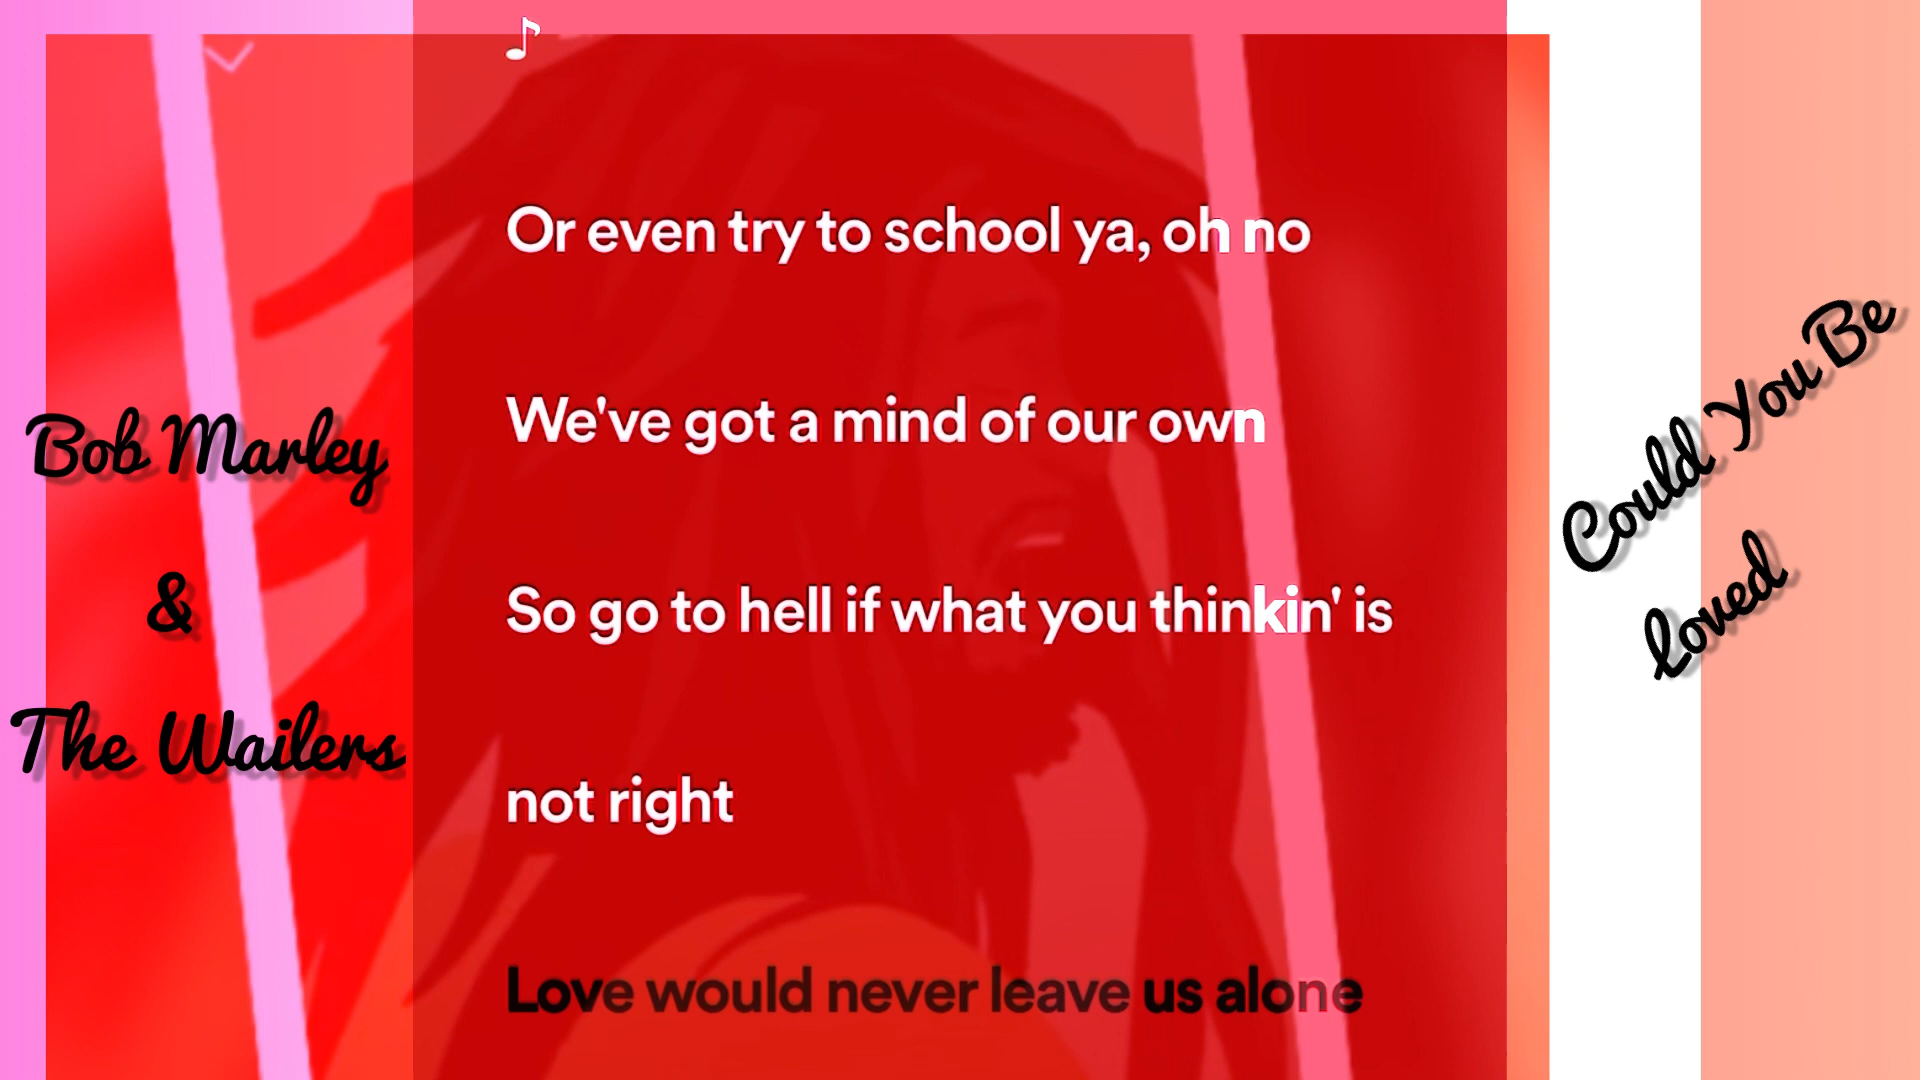 Bob Marley
&
The Wailers
♪
Or even try to school ya, oh no
We've got a mind of our own
So go to hell if what you thinkin' is
not right
Love would never leave us alone
Could You Be
Loved